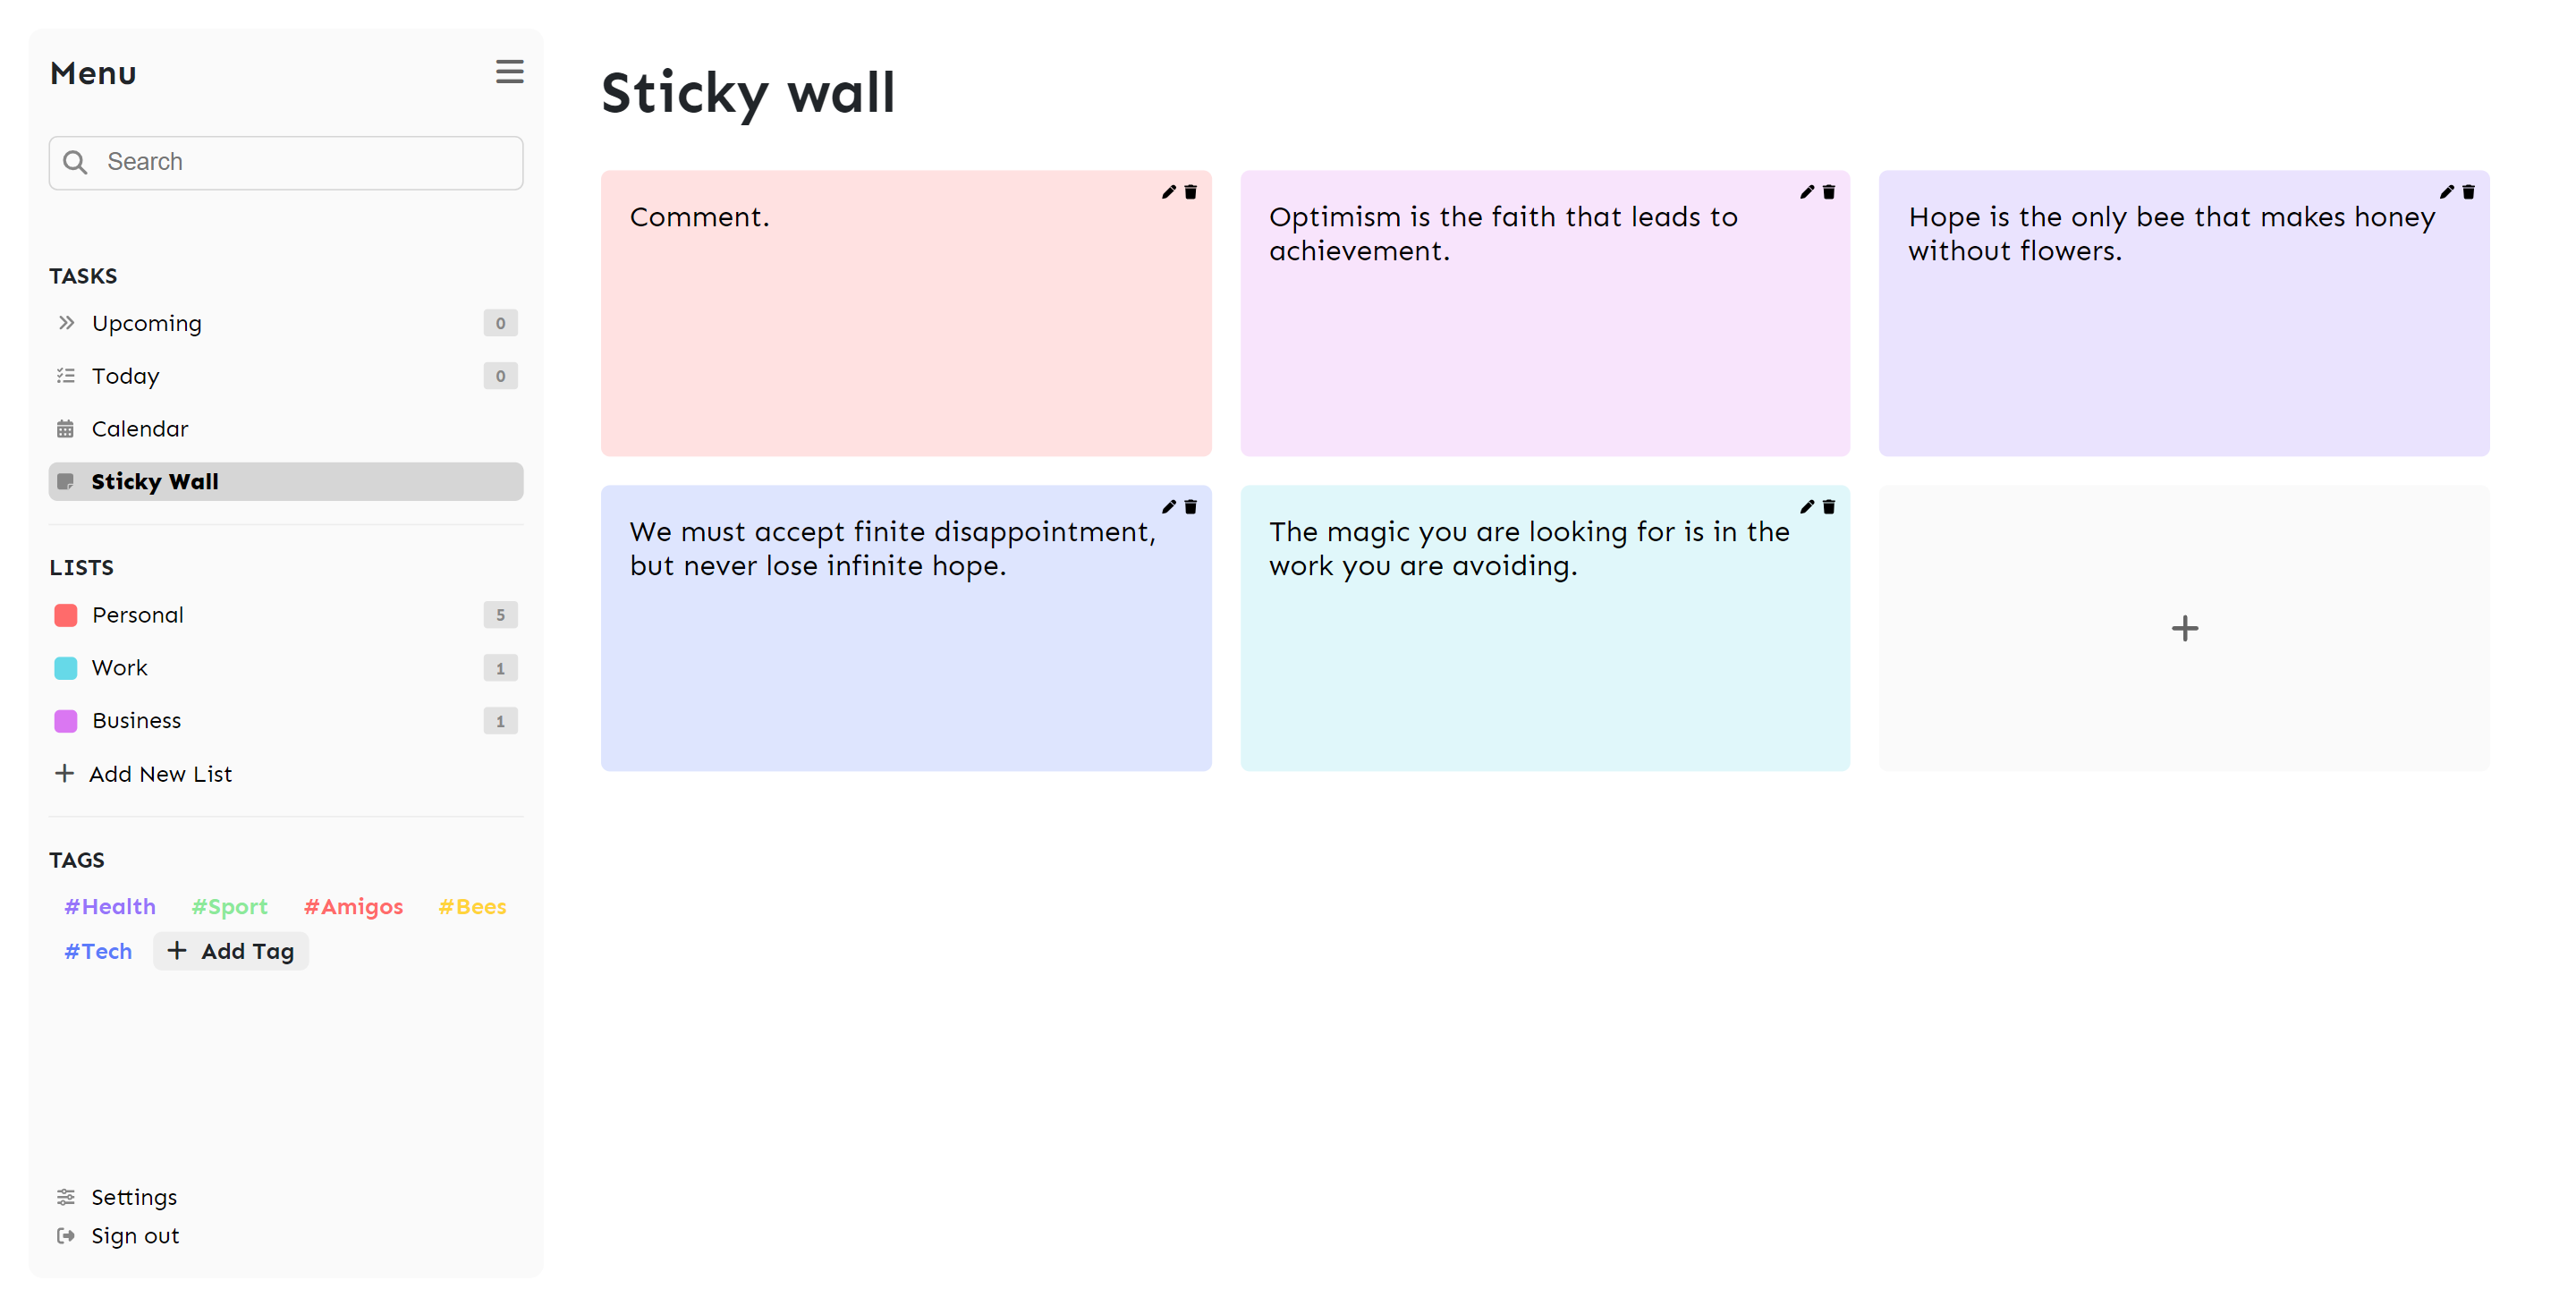 Menu
Search
TASKS
Upcoming 0
Today 0
Calendar
Sticky Wall
LISTS
Personal 5
Work 1
Business 1
Add New List
TAGS
#Health #Sport #Amigos #Bees
#Tech + Add Tag
Settings
Sign out
Sticky wall
Comment.
Optimism is the faith that leads to
achievement.
Hope is the only bee that makes honey
without flowers.
We must accept finite disappointment,
but never lose infinite hope.
The magic you are looking for is in the
work you are avoiding.